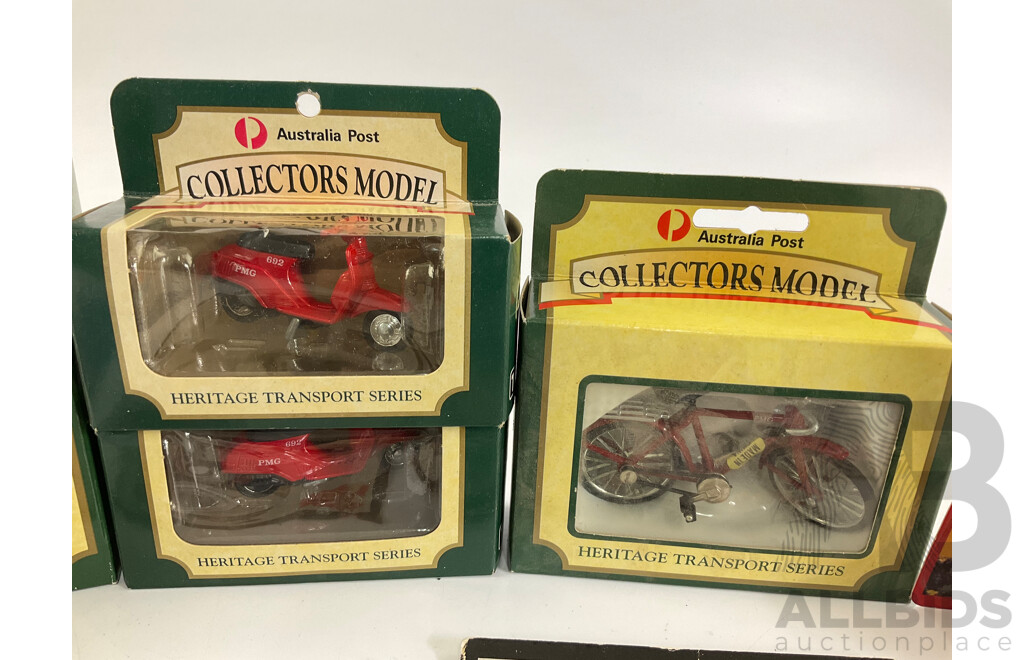 Australia Post
COLLECTORS MODEL
692
PMG
HERITAGE TRANSPORT SERIES
692
PMG
HERITAGE TRANSPORT SERIES
Australia Post
COLLECTORS MODEL
HERITAGE TRANSPORT SERIES
B
ALLBIDS
auctionplace